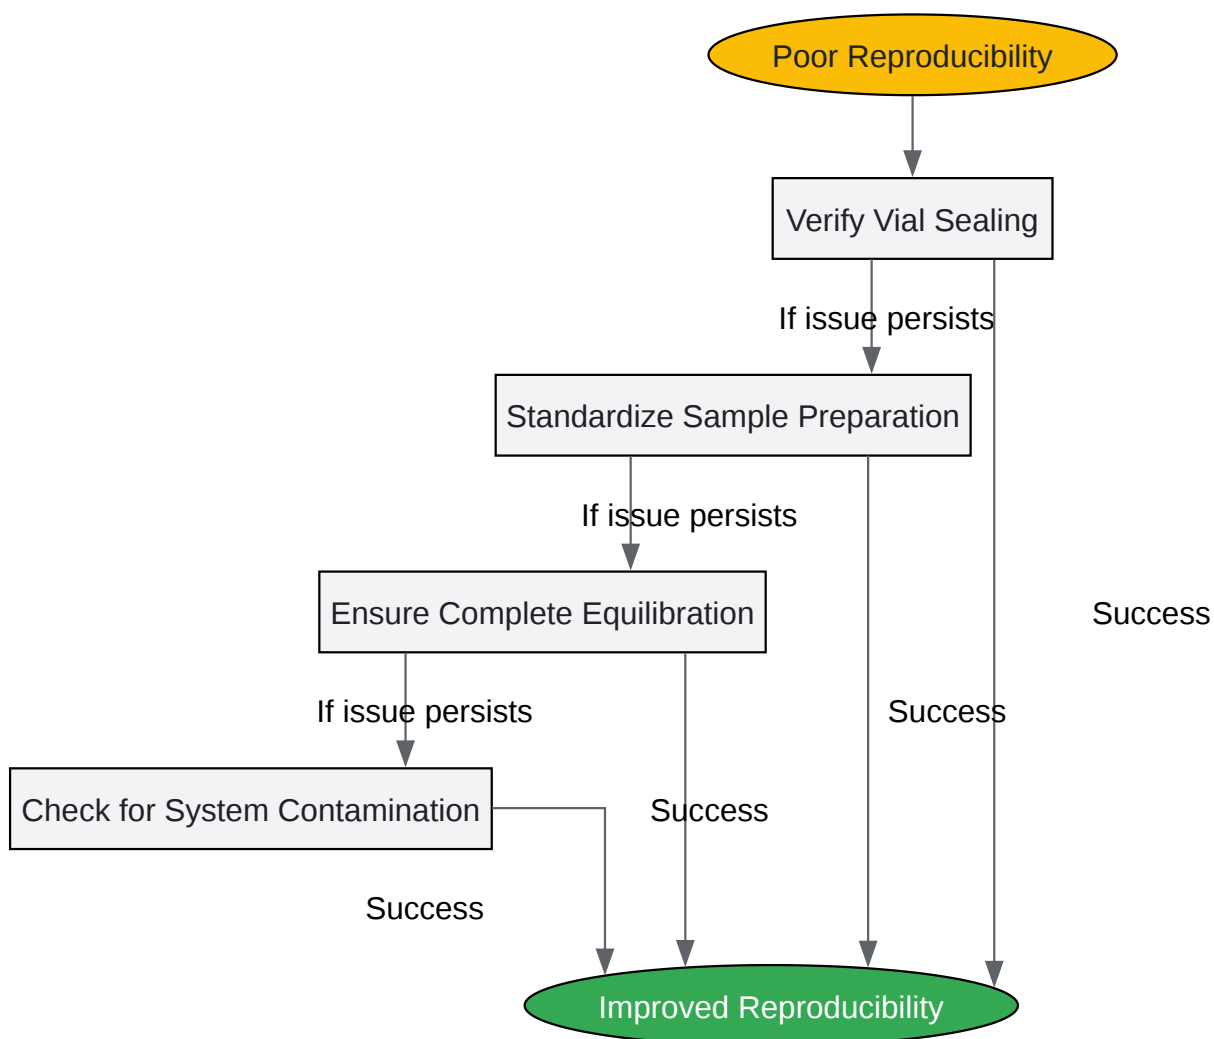 Poor Reproducibility
Verify Vial Sealing
If issue persists
Standardize Sample Preparation
If issue persists
Ensure Complete Equilibration
Success
If issue persists
Success
Check for System Contamination
Success
Success
Improved Reproducibility